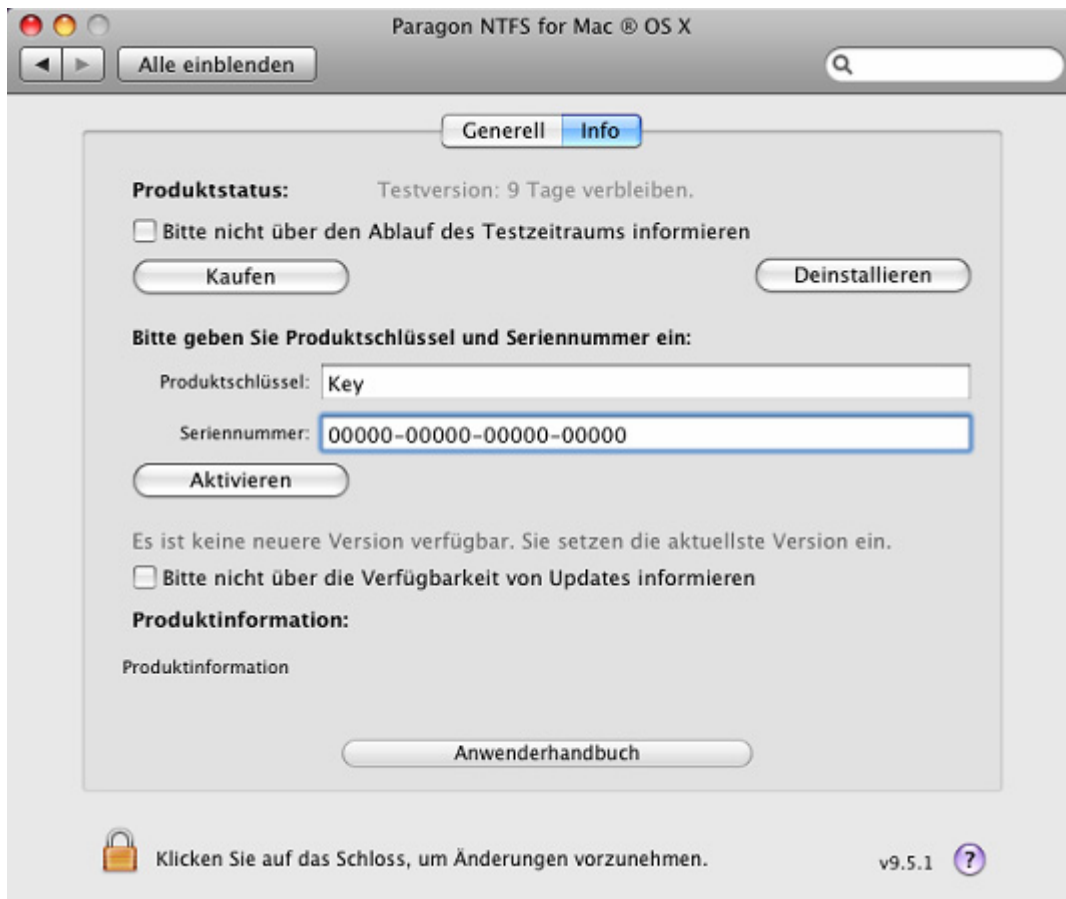 Paragon NTFS for Mac ® OS X
Alle einblenden
Generell Info
Produktstatus: Testversion: 9 Tage verbleiben.
Bitte nicht über den Ablauf des Testzeitraums informieren
Kaufen Deinstallieren
Bitte geben Sie Produktschlüssel und Seriennummer ein:
Produktschlüssel: Key
Seriennummer: 00000-00000-00000-00000
Aktivieren
Es ist keine neuere Version verfügbar. Sie setzen die aktuellste Version ein.
Bitte nicht über die Verfügbarkeit von Updates informieren
Produktinformation:
Produktinformation
Anwenderhandbuch
Klicken Sie auf das Schloss, um Änderungen vorzunehmen. v9.5.1 ?